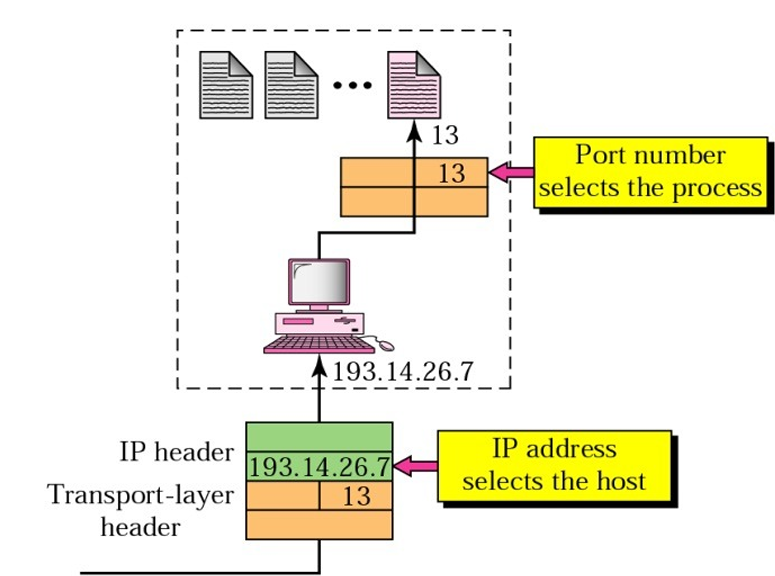 13
13
Port number
selects the process
193.14.26.7
IP header
193.14.26.7
IP address
selects the host
Transport-layer
header
13